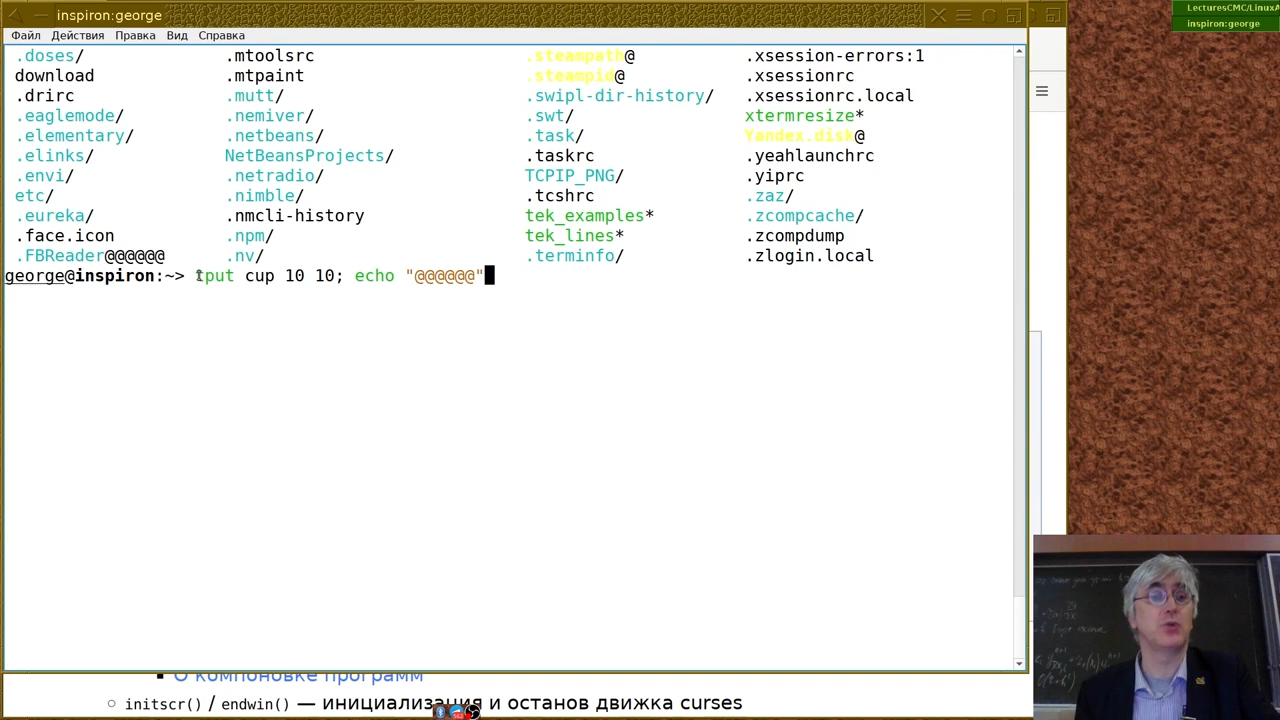 inspiron:george
Файл Действия Правка Вид Справка
.doses/ .mtoolsrc .steampath@ .xsession-errors:1
download .mtpaint .steampid@ .xsessionrc
.drirc .mutt/ .swipl-dir-history/ .xsessionrc.local
.eaglemode/ .nemiver/ .swt/ xtermresize*
.elementary/ .netbeans/ .task/ Yandex.disk@
.elinks/ NetBeansProjects/ .taskrc .yeahlaunchrc
.envi/ .netradio/ TCPIP_PNG/ .yiprc
etc/ .nimble/ .tcshrc .zaz/
.eureka/ .nmcli-history tek_examples* .zcompcache/
.face.icon .npm/ tek_lines* .zcompdump
.FBReader@@@@@@ .nv/ .terminfo/ .zlogin.local
george@inspiron:~> tput cup 10 10; echo "@@@@@@"
О компоновке программ
initscr() / endwin() — инициализация и останов движка curses
LecturesCMC/LinuxA
inspiron:george